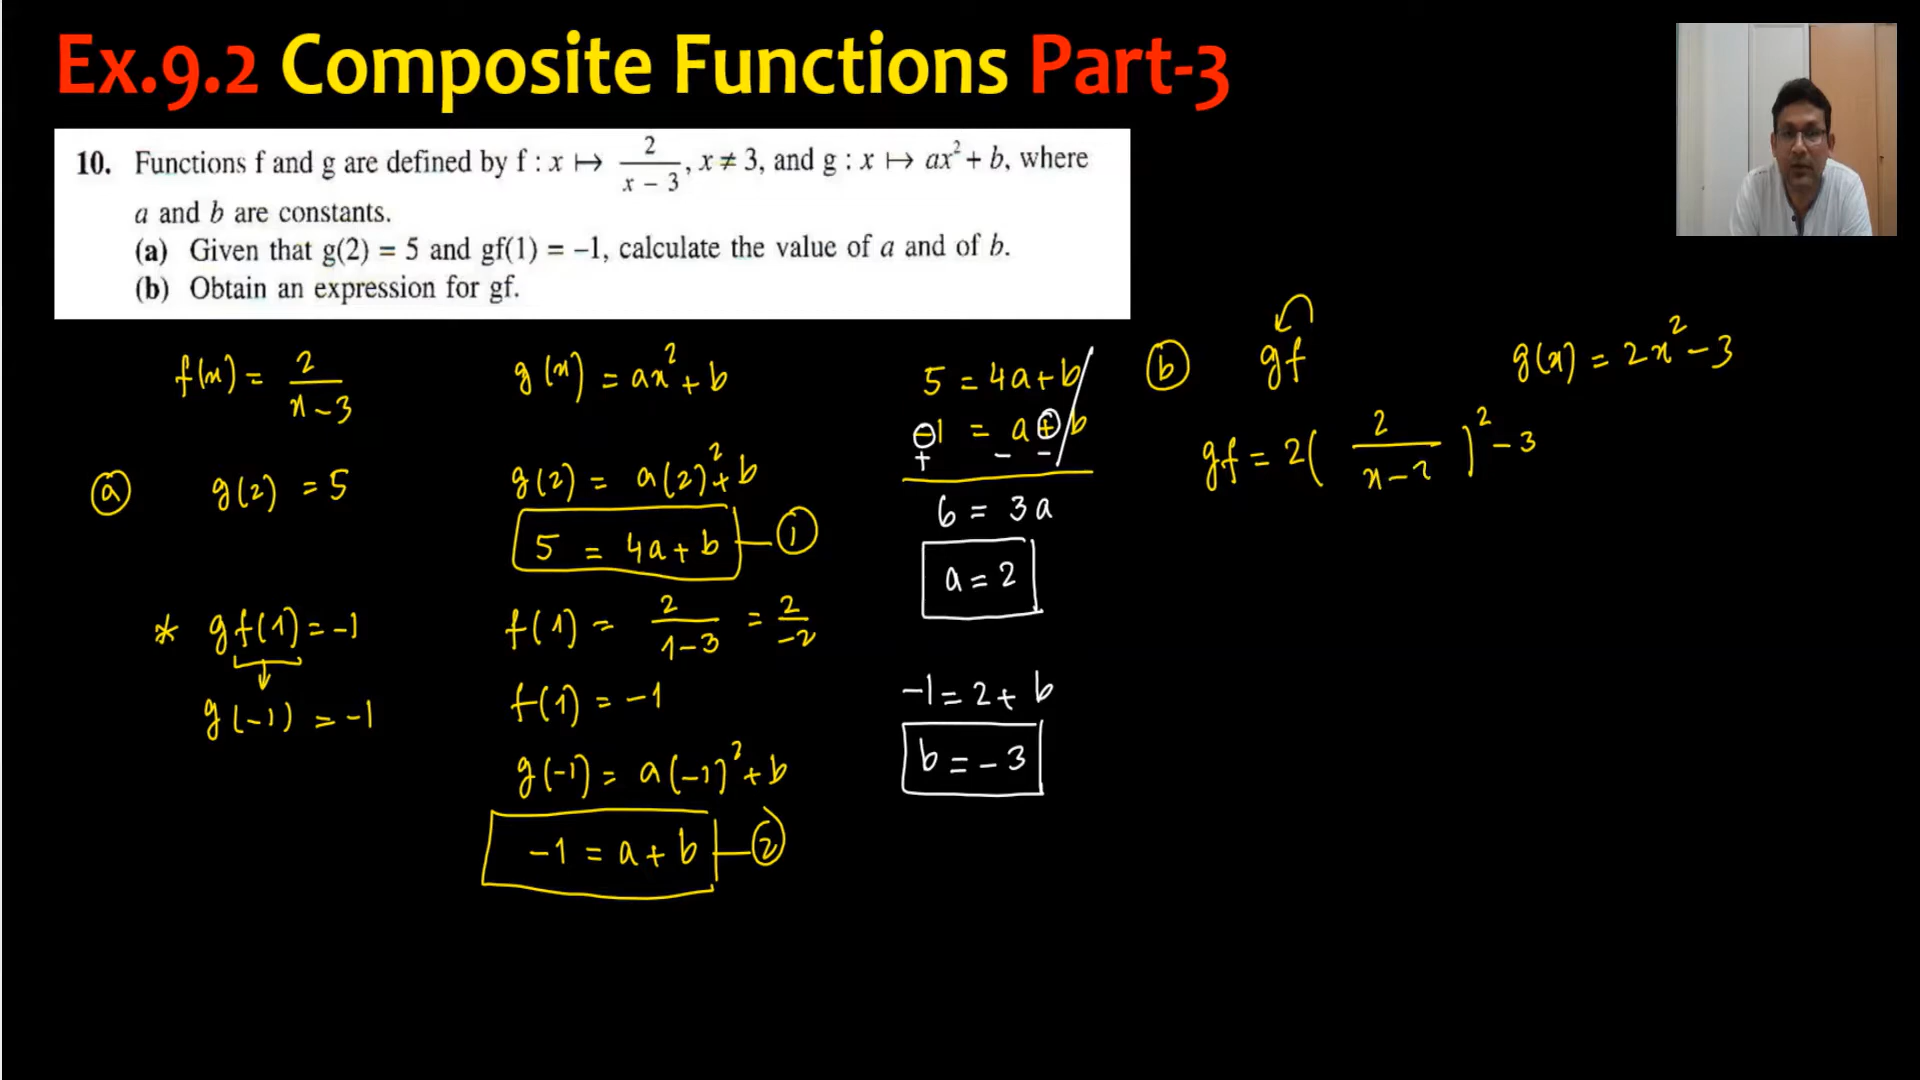 Ex.9.2 Composite Functions Part-3
10. Functions f and g are defined by f : x ↦ 2/(x – 3), x ≠ 3, and g : x ↦ ax² + b, where
a and b are constants.
(a) Given that g(2) = 5 and gf(1) = –1, calculate the value of a and of b.
(b) Obtain an expression for gf.
f(x) = 2/(x – 3)
g(x) = ax² + b
(a) g(2) = 5
g(2) = a(2)² + b
5 = 4a + b — (1)
* gf(1) = –1
g(–1) = –1
f(1) = 2/(1 – 3) = 2/–2
f(1) = –1
g(–1) = a(–1)² + b
–1 = a + b — (2)
5 = 4a + b
–1 = a + b
+ – –
6 = 3a
a = 2
–1 = 2 + b
b = –3
(b) gf
g(x) = 2x² – 3
gf = 2(2/(x – 2))² – 3